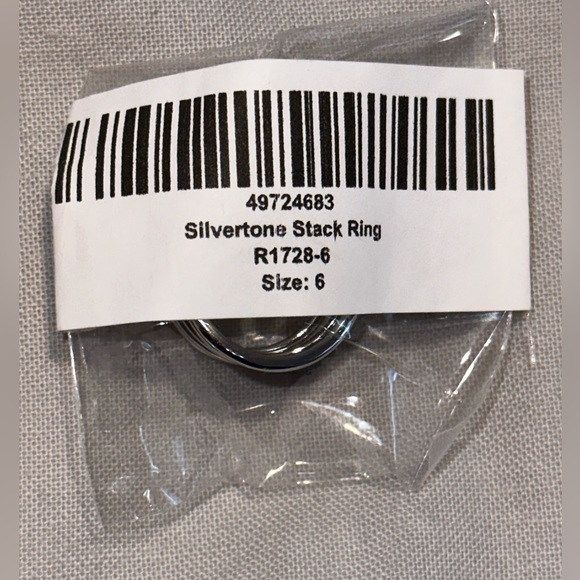 49724683
Silvertone Stack Ring
R1728-6
Size: 6